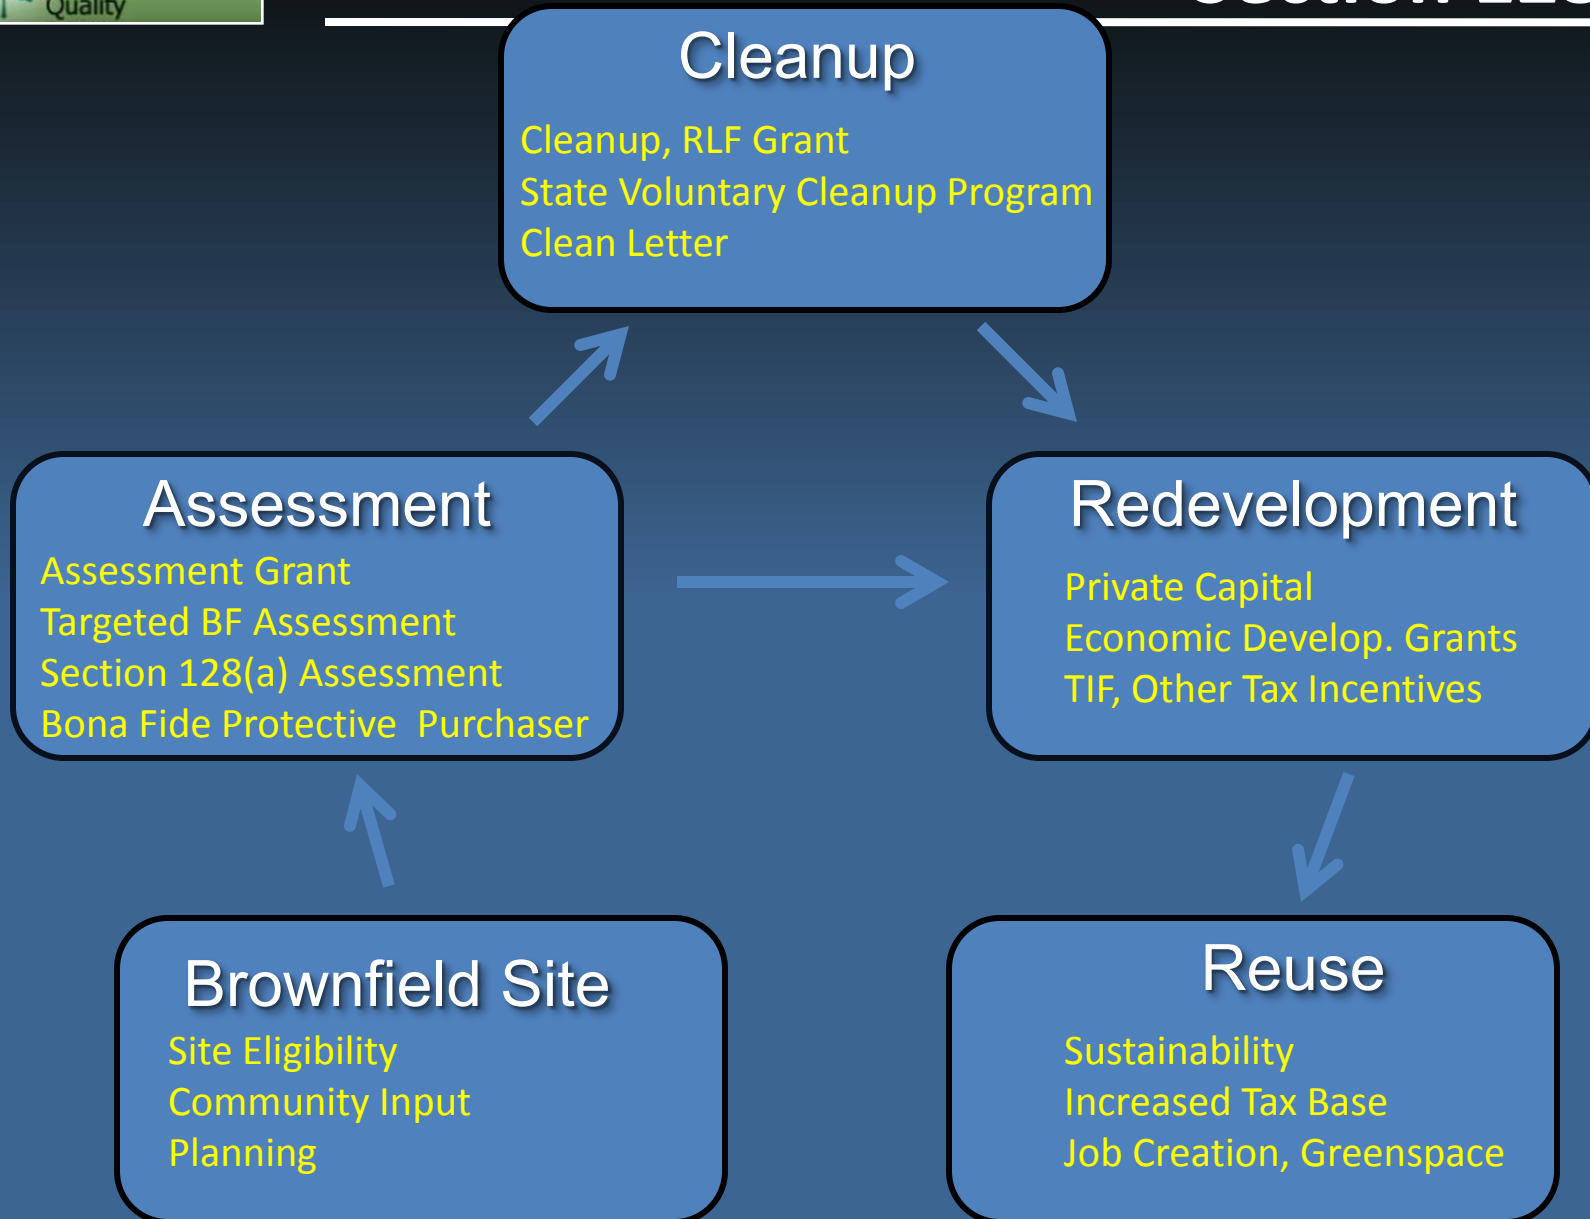 Quality
Cleanup
Cleanup, RLF Grant
State Voluntary Cleanup Program
Clean Letter
Assessment
Assessment Grant
Targeted BF Assessment
Section 128(a) Assessment
Bona Fide Protective  Purchaser
Redevelopment
Private Capital
Economic Develop. Grants
TIF, Other Tax Incentives
Brownfield Site
Site Eligibility
Community Input
Planning
Reuse
Sustainability
Increased Tax Base
Job Creation, Greenspace